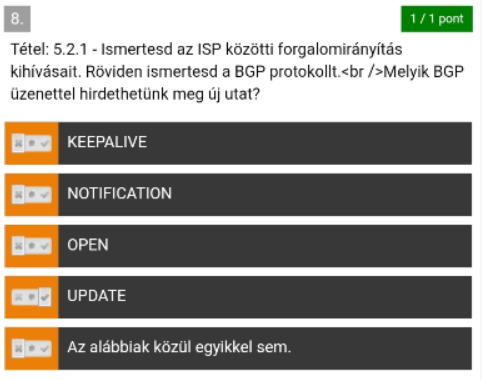 8.
1 / 1 pont
Tétel: 5.2.1 - Ismertesd az ISP közötti forgalomirányítás
kihívásait. Röviden ismertesd a BGP protokollt.<br />Melyik BGP
üzenettel hirdethetünk meg új utat?
KEEPALIVE
NOTIFICATION
OPEN
UPDATE
Az alábbiak közül egyikkel sem.